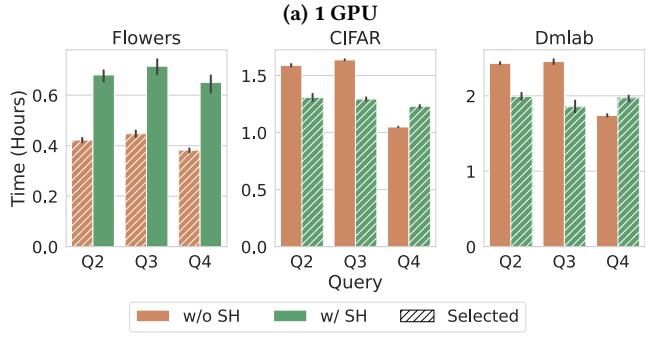 (a) 1 GPU
Flowers CIFAR Dmlab
Time (Hours)
0.6
0.4
0.2
0.0
1.5
1.0
0.5
0.0
2
1
0
Q2 Q3 Q4 Q2 Q3 Q4 Q2 Q3 Q4
Query
w/o SH w/ SH Selected